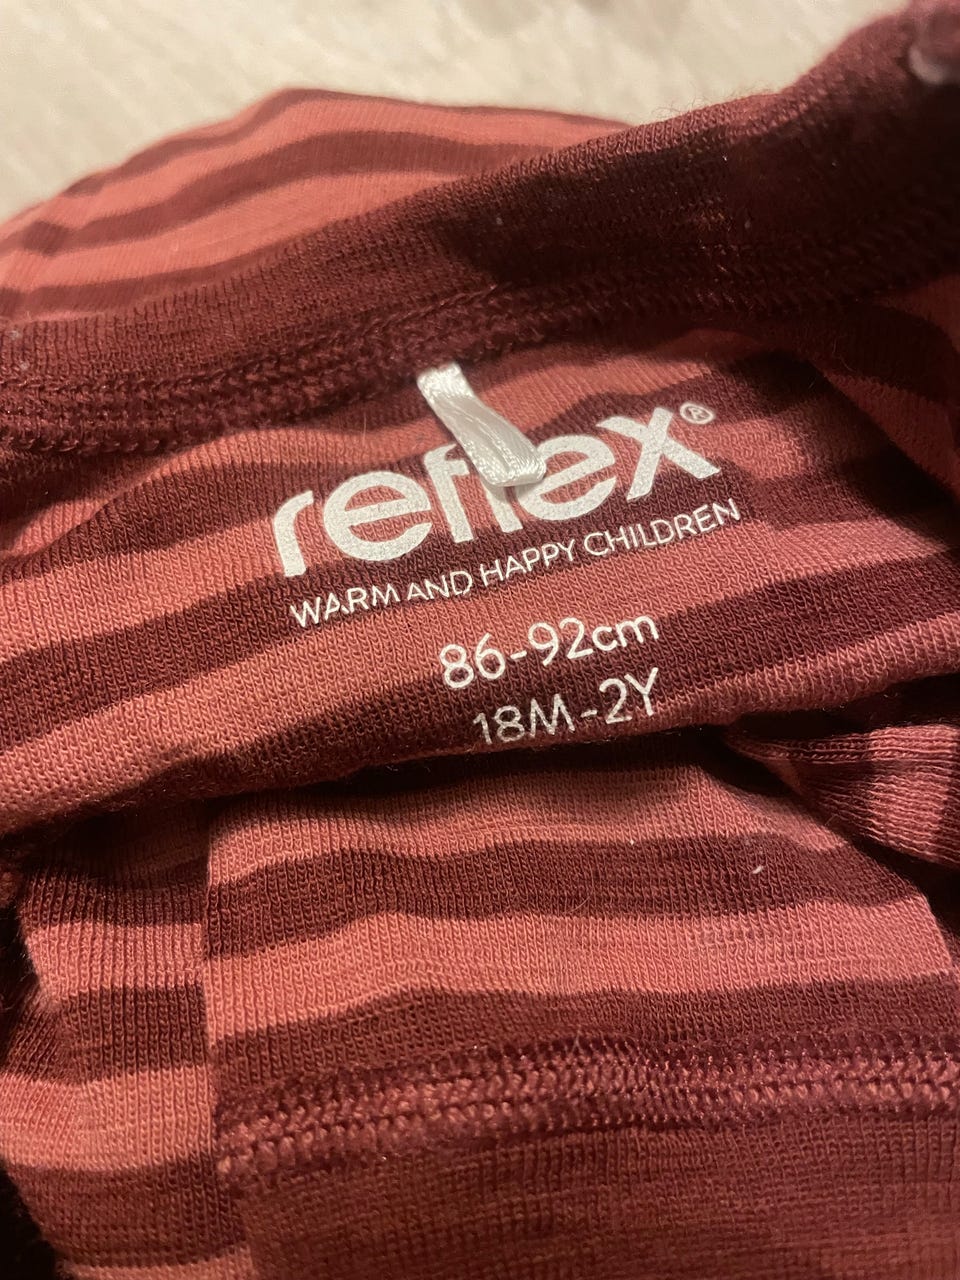 reflex®
WARM AND HAPPY CHILDREN
86-92cm
18M-2Y